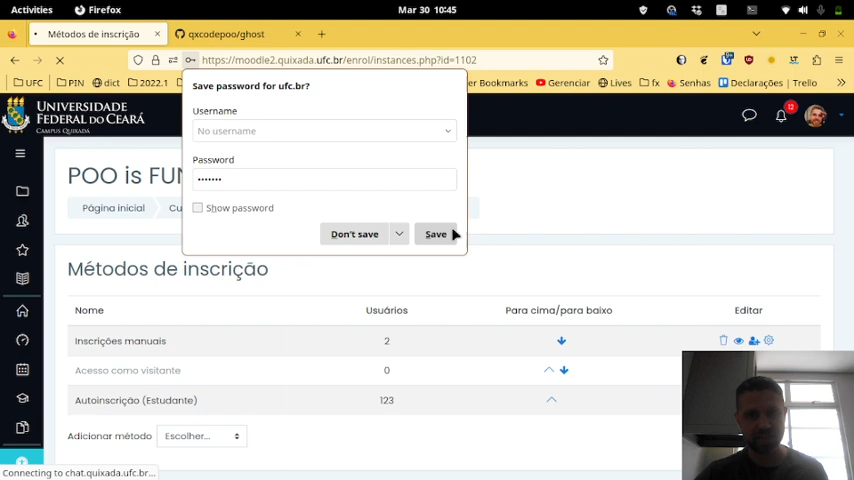 Activities
Firefox
Mar 30 10:45
Métodos de inscrição
qxcodepoo/ghost
https://moodle2.quixada.ufc.br/enrol/instances.php?id=1102
UFC
PIN
dict
2022.1
er Bookmarks
Gerenciar
Lives
fx
Senhas
Declarações | Trello
UNIVERSIDADE
FEDERAL DO CEARÁ
CAMPUS QUIXADÁ
12
Save password for ufc.br?
Username
No username
Password
•••••••
Show password
Don't save
Save
POO is FU
Página inicial
Cu
Métodos de inscrição
Nome Usuários Para cima/para baixo Editar
Inscrições manuais 2
Acesso como visitante 0
Autoinscrição (Estudante) 123
Adicionar método Escolher...
Connecting to chat.quixada.ufc.br...